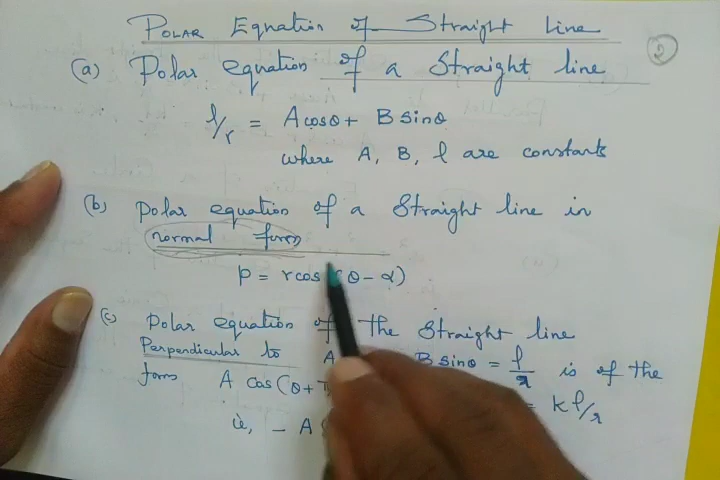 POLAR EQUATION of Straight Line
2
(a) Polar equation of a Straight line
l/r = A cosθ + B sinθ
where A, B, l are constants
(b) Polar equation of a Straight line in
normal form
p = r cos (θ - α)
(c) Polar equation of the Straight line
Perpendicular to A B sinθ = l/r is of the
form A cos(θ + = k l/r
ie, - A